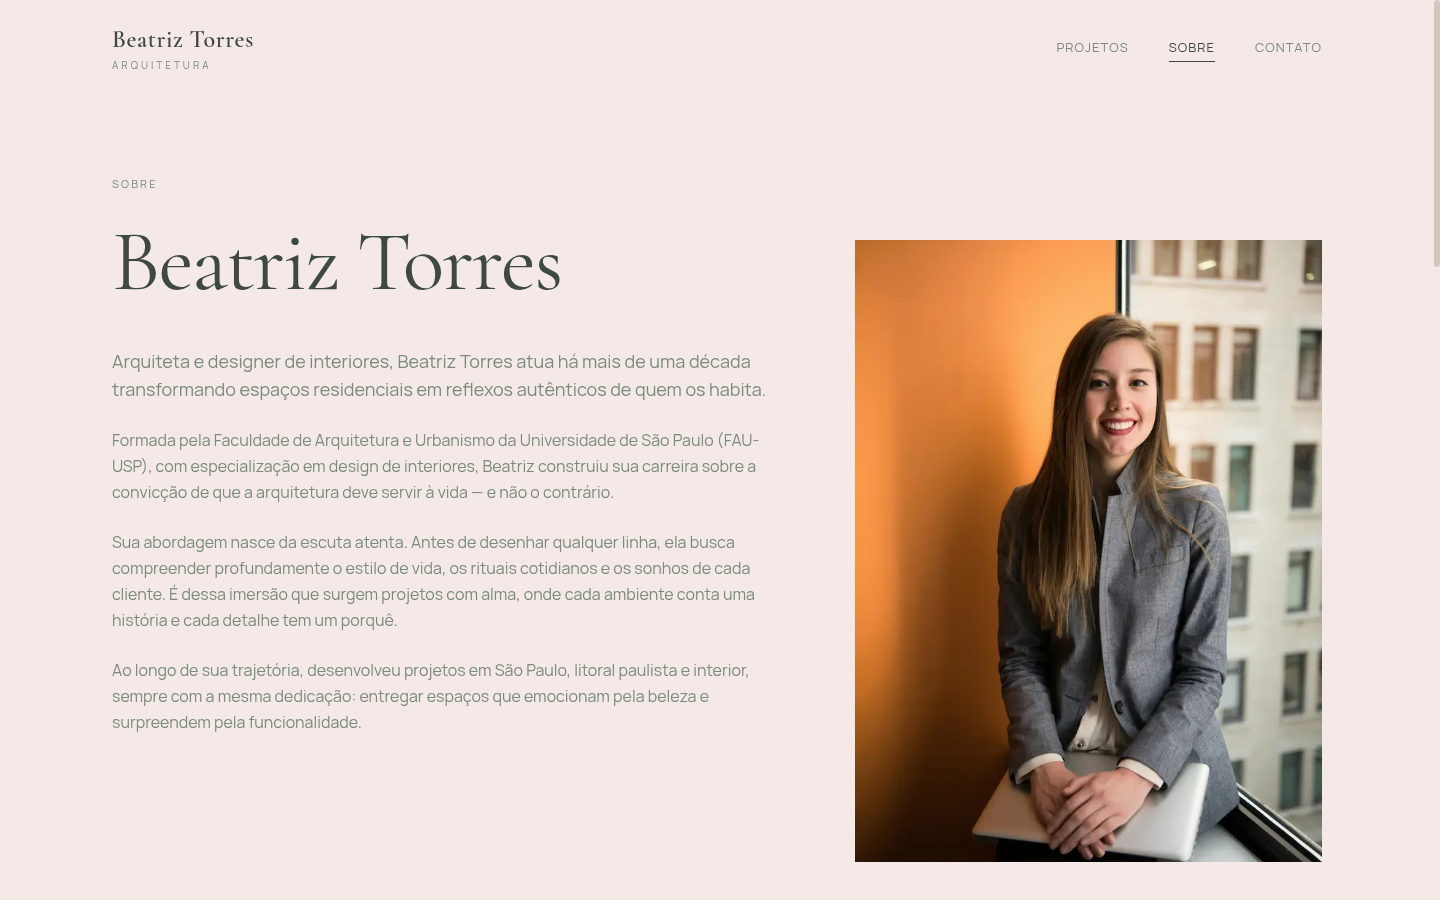 Beatriz Torres
ARQUITETURA
PROJETOS
SOBRE
CONTATO
SOBRE
Beatriz Torres
Arquiteta e designer de interiores, Beatriz Torres atua há mais de uma década
transformando espaços residenciais em reflexos autênticos de quem os habita.
Formada pela Faculdade de Arquitetura e Urbanismo da Universidade de São Paulo (FAU-
USP), com especialização em design de interiores, Beatriz construiu sua carreira sobre a
convicção de que a arquitetura deve servir à vida — e não o contrário.
Sua abordagem nasce da escuta atenta. Antes de desenhar qualquer linha, ela busca
compreender profundamente o estilo de vida, os rituais cotidianos e os sonhos de cada
cliente. É dessa imersão que surgem projetos com alma, onde cada ambiente conta uma
história e cada detalhe tem um porquê.
Ao longo de sua trajetória, desenvolveu projetos em São Paulo, litoral paulista e interior,
sempre com a mesma dedicação: entregar espaços que emocionam pela beleza e
surpreendem pela funcionalidade.